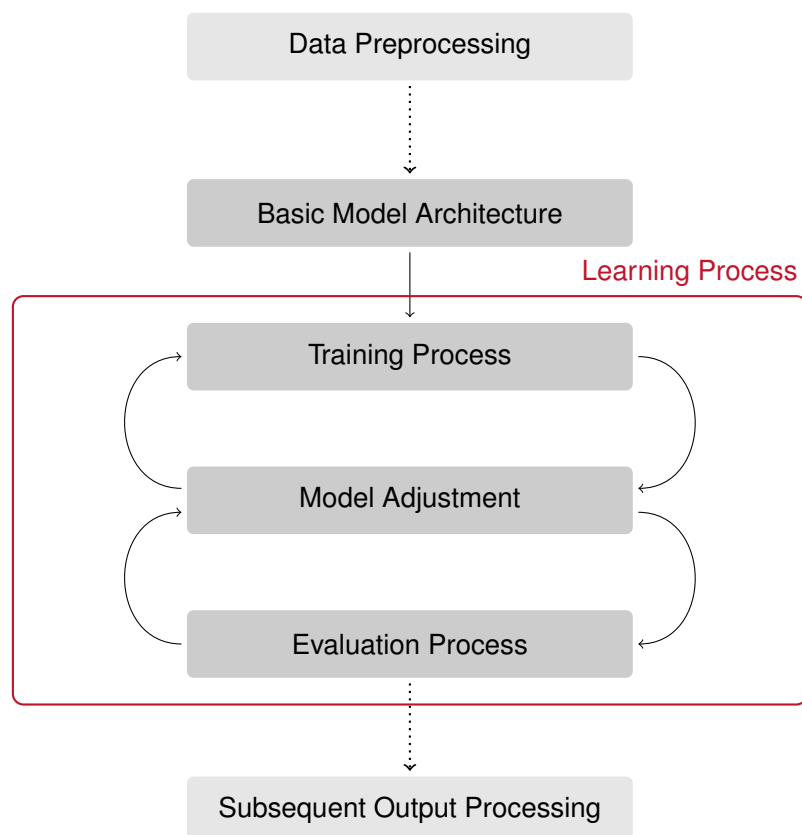 Data Preprocessing
Basic Model Architecture
Learning Process
Training Process
Model Adjustment
Evaluation Process
Subsequent Output Processing